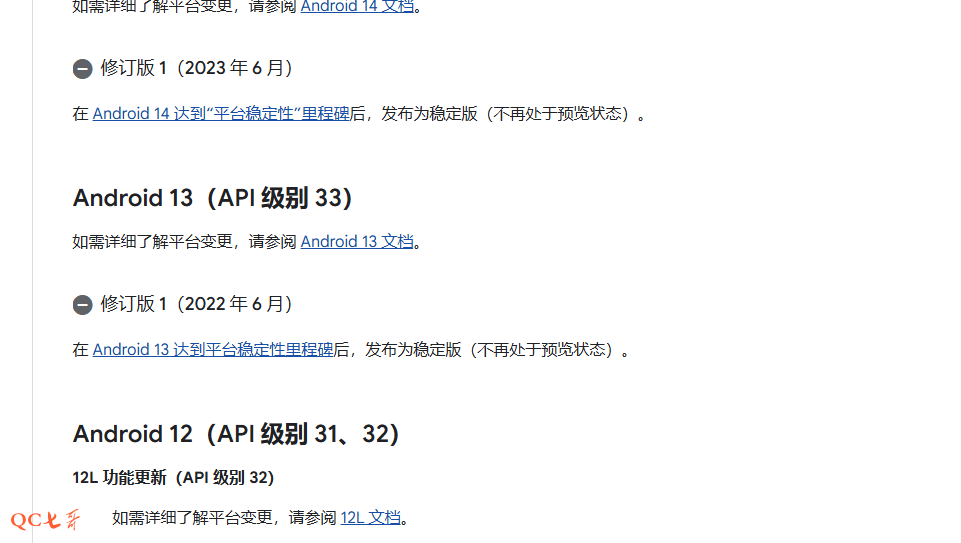 如需详细了解平台变更，请参阅 Android 14 文档。
修订版 1（2023 年 6 月）
在 Android 14 达到“平台稳定性”里程碑后，发布为稳定版（不再处于预览状态）。
Android 13（API 级别 33）
如需详细了解平台变更，请参阅 Android 13 文档。
修订版 1（2022 年 6 月）
在 Android 13 达到平台稳定性里程碑后，发布为稳定版（不再处于预览状态）。
Android 12（API 级别 31、32）
12L 功能更新（API 级别 32）
如需详细了解平台变更，请参阅 12L 文档。
QC七哥